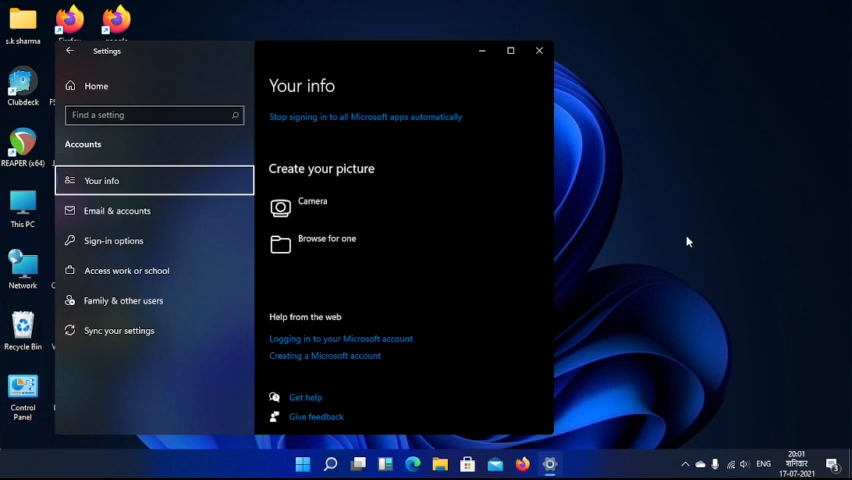 s.k sharma
Firefox
google
Clubdeck
REAPER (x64)
This PC
Network
Recycle Bin
Control
Panel
Settings
Home
Find a setting
Accounts
Your info
Email & accounts
Sign-in options
Access work or school
Family & other users
Sync your settings
Your info
Stop signing in to all Microsoft apps automatically
Create your picture
Camera
Browse for one
Help from the web
Logging in to your Microsoft account
Creating a Microsoft account
Get help
Give feedback
ENG
20:01
शनिवार
17-07-2021
3